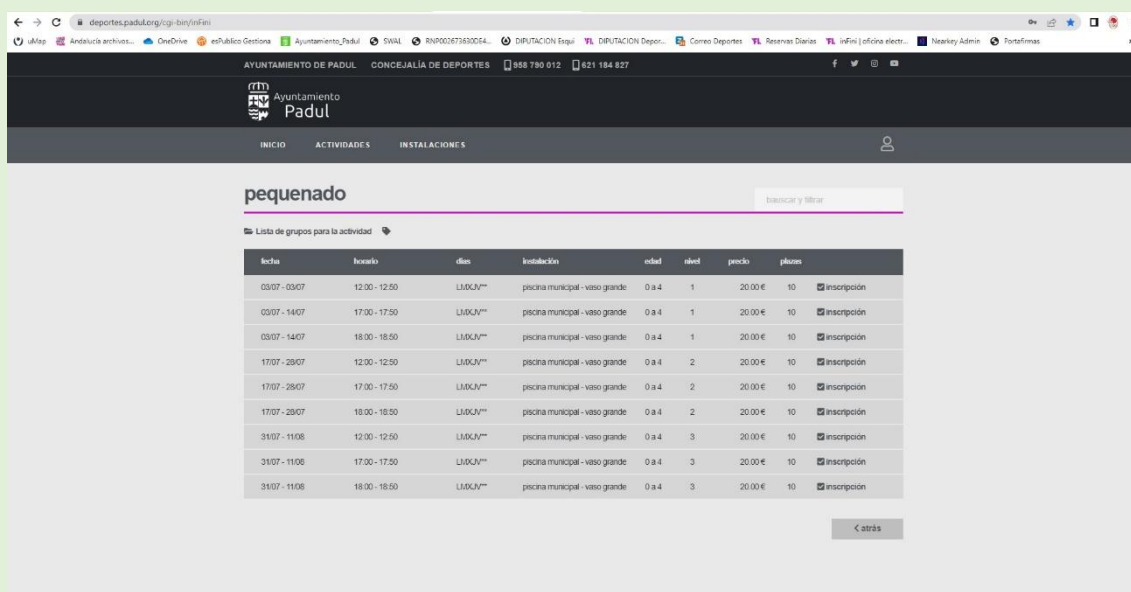 deportes.padul.org/cgi-bin/inFini
uMap Andalucía archivos... OneDrive esPublico Gestiona Ayuntamiento_Padul SWAL RNP002673630DE4... DIPUTACION Esqui DIPUTACION Depor... Correo Deportes Reservas Diarias inFini | oficina electr... Nearkey Admin Portafirmas
AYUNTAMIENTO DE PADUL CONCEJALÍA DE DEPORTES 958 790 012 621 184 827
Ayuntamiento
Padul
INICIO ACTIVIDADES INSTALACIONES
pequenado
bauscar y filtrar
Lista de grupos para la actividad
fecha horario días instalación edad nivel precio plazas
03/07 - 03/07 12:00 - 12:50 LMXJV** piscina municipal - vaso grande 0 a 4 1 20.00 € 10 inscripción
03/07 - 14/07 17:00 - 17:50 LMXJV** piscina municipal - vaso grande 0 a 4 1 20.00 € 10 inscripción
03/07 - 14/07 18:00 - 18:50 LMXJV** piscina municipal - vaso grande 0 a 4 1 20.00 € 10 inscripción
17/07 - 28/07 12:00 - 12:50 LMXJV** piscina municipal - vaso grande 0 a 4 2 20.00 € 10 inscripción
17/07 - 28/07 17:00 - 17:50 LMXJV** piscina municipal - vaso grande 0 a 4 2 20.00 € 10 inscripción
17/07 - 28/07 18:00 - 18:50 LMXJV** piscina municipal - vaso grande 0 a 4 2 20.00 € 10 inscripción
31/07 - 11/08 12:00 - 12:50 LMXJV** piscina municipal - vaso grande 0 a 4 3 20.00 € 10 inscripción
31/07 - 11/08 17:00 - 17:50 LMXJV** piscina municipal - vaso grande 0 a 4 3 20.00 € 10 inscripción
31/07 - 11/08 18:00 - 18:50 LMXJV** piscina municipal - vaso grande 0 a 4 3 20.00 € 10 inscripción
atrás